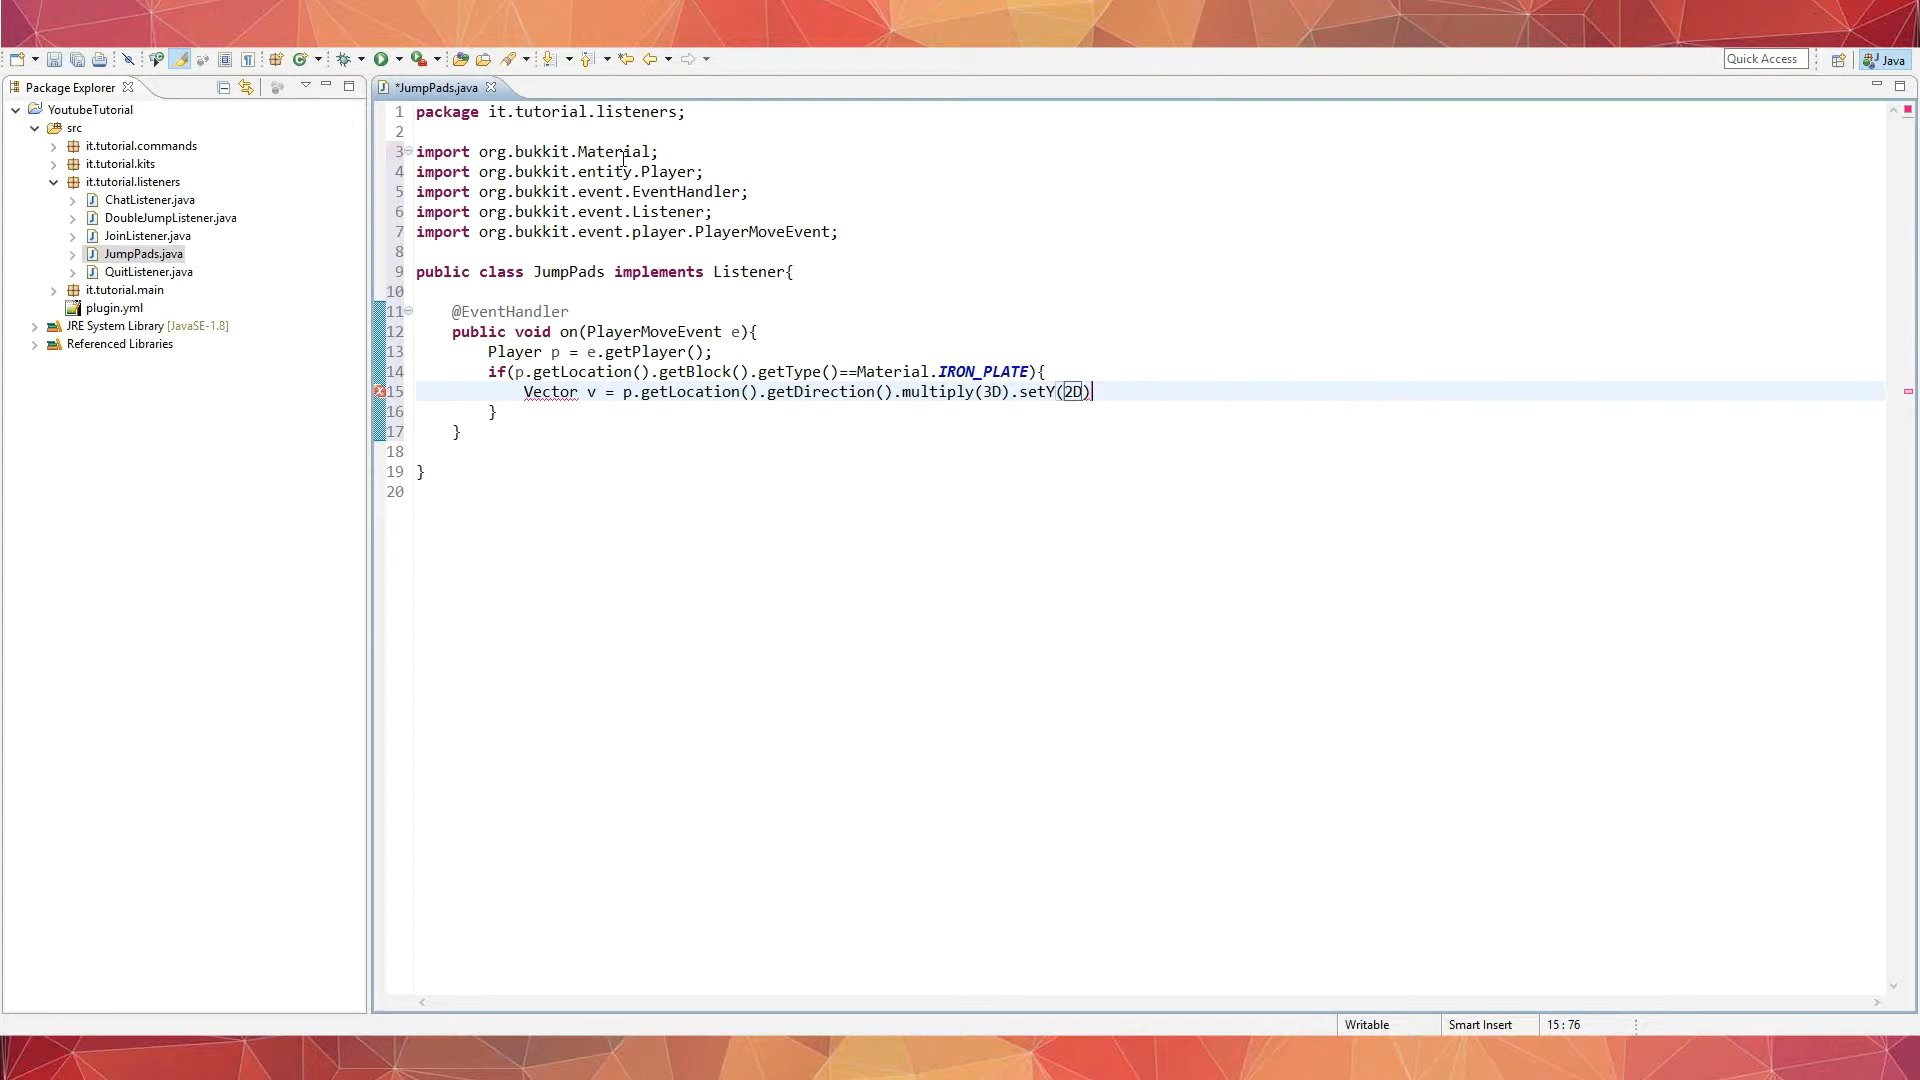 Quick Access
Java
Package Explorer
*JumpPads.java
YoutubeTutorial
src
it.tutorial.commands
it.tutorial.kits
it.tutorial.listeners
ChatListener.java
DoubleJumpListener.java
JoinListener.java
JumpPads.java
QuitListener.java
it.tutorial.main
plugin.yml
JRE System Library [JavaSE-1.8]
Referenced Libraries
1 package it.tutorial.listeners;
2
3 import org.bukkit.Material;
4 import org.bukkit.entity.Player;
5 import org.bukkit.event.EventHandler;
6 import org.bukkit.event.Listener;
7 import org.bukkit.event.player.PlayerMoveEvent;
8
9 public class JumpPads implements Listener{
10
11 @EventHandler
12 public void on(PlayerMoveEvent e){
13 Player p = e.getPlayer();
14 if(p.getLocation().getBlock().getType()==Material.IRON_PLATE){
15 Vector v = p.getLocation().getDirection().multiply(3D).setY(2D)
16 }
17 }
18
19 }
20
Writable
Smart Insert
15 : 76